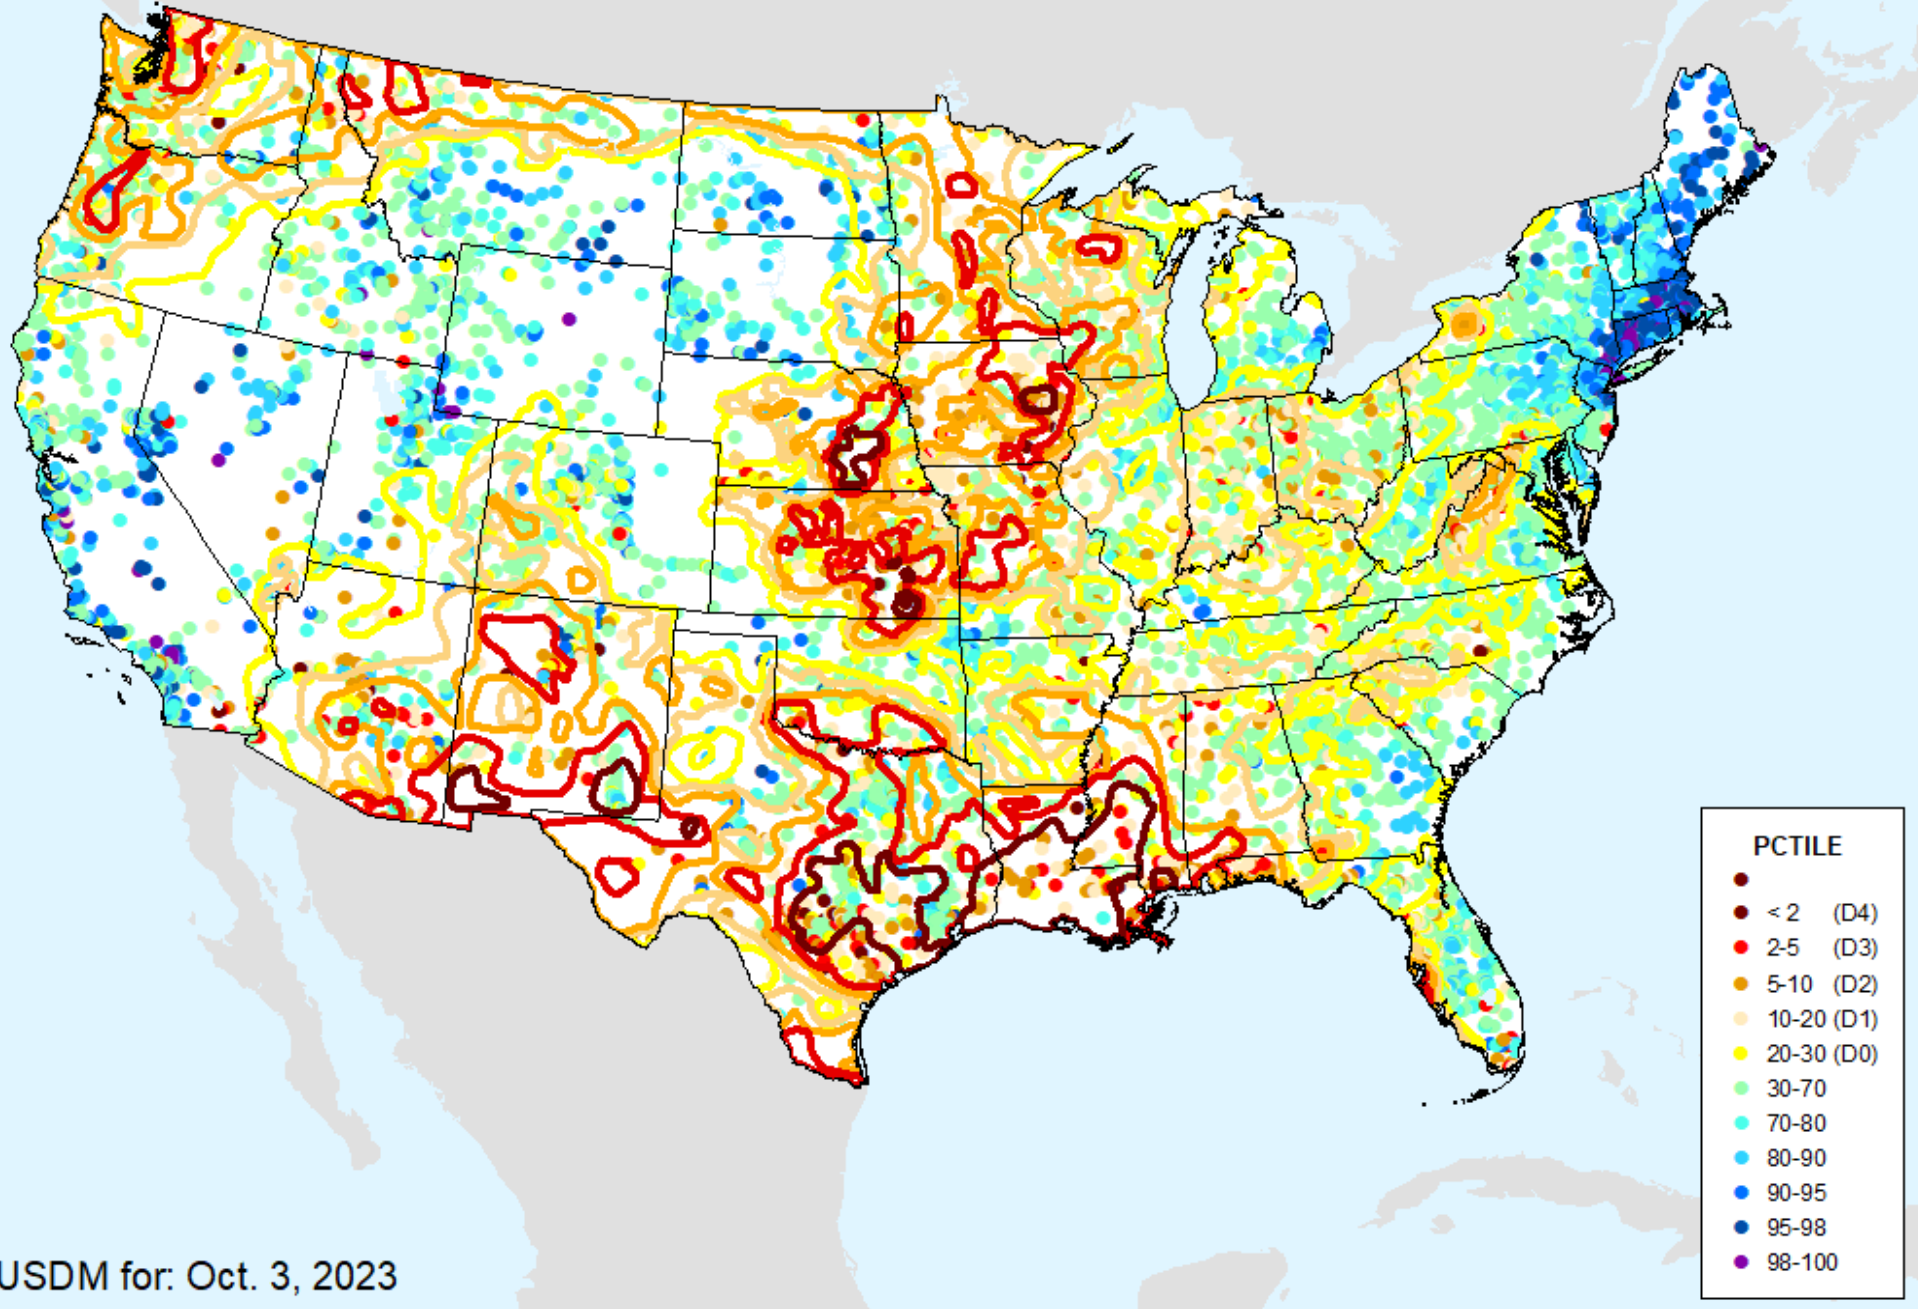 PCTILE
< 2 (D4)
2-5 (D3)
5-10 (D2)
10-20 (D1)
20-30 (D0)
30-70
70-80
80-90
90-95
95-98
98-100
USDM for: Oct. 3, 2023